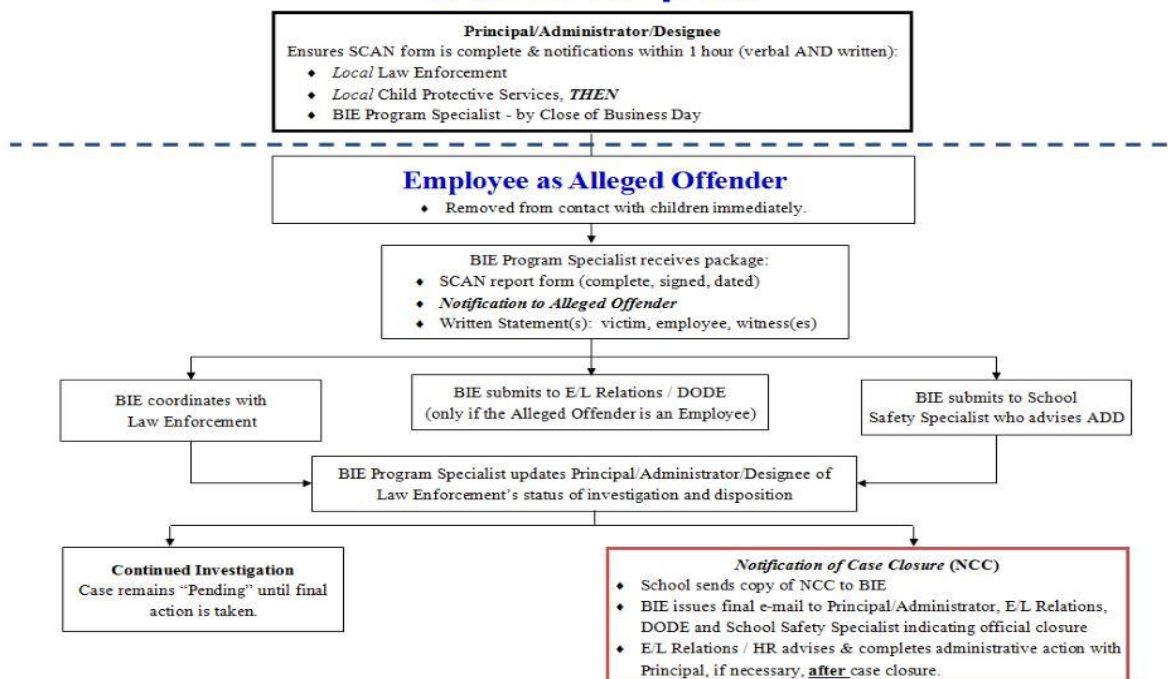 Principal/Administrator/Designee
Ensures SCAN form is complete & notifications within 1 hour (verbal AND written):
♦ Local Law Enforcement
♦ Local Child Protective Services, THEN
♦ BIE Program Specialist - by Close of Business Day
Employee as Alleged Offender
♦ Removed from contact with children immediately.
BIE Program Specialist receives package:
♦ SCAN report form (complete, signed, dated)
♦ Notification to Alleged Offender
♦ Written Statement(s): victim, employee, witness(es)
BIE coordinates with
Law Enforcement
BIE submits to E/L Relations / DODE
(only if the Alleged Offender is an Employee)
BIE submits to School
Safety Specialist who advises ADD
BIE Program Specialist updates Principal/Administrator/Designee of
Law Enforcement's status of investigation and disposition
Continued Investigation
Case remains "Pending" until final
action is taken.
Notification of Case Closure (NCC)
♦ School sends copy of NCC to BIE
♦ BIE issues final e-mail to Principal/Administrator, E/L Relations,
DODE and School Safety Specialist indicating official closure
♦ E/L Relations / HR advises & completes administrative action with
Principal, if necessary, after case closure.